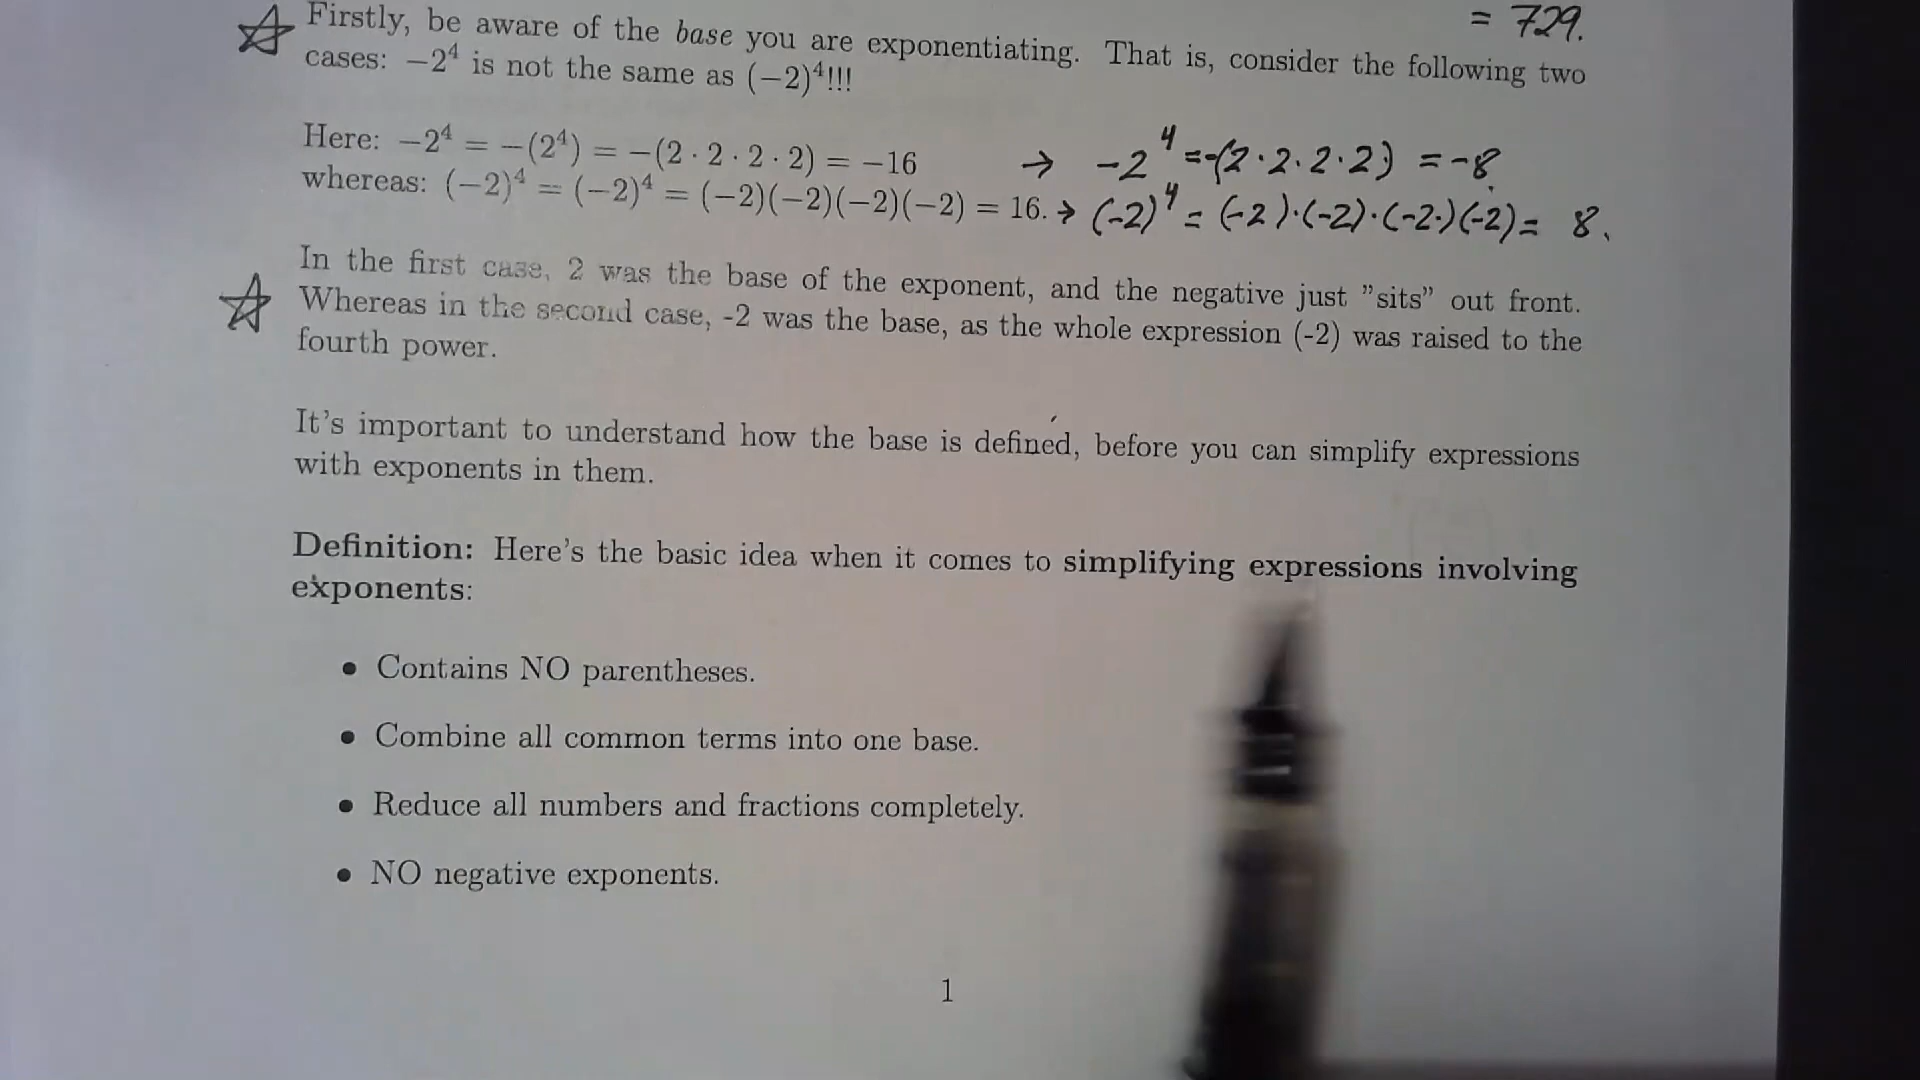 = 729.
Firstly, be aware of the base you are exponentiating. That is, consider the following two
cases: −2⁴ is not the same as (−2)⁴!!!
Here: −2⁴ = −(2⁴) = −(2 · 2 · 2 · 2) = −16 → -2⁴ = -(2·2·2·2) = -8.
whereas: (−2)⁴ = (−2)⁴ = (−2)(−2)(−2)(−2) = 16. → (-2)⁴ = (-2)·(-2)·(-2·)(-2) = 8.
In the first case, 2 was the base of the exponent, and the negative just ”sits” out front.
Whereas in the second case, -2 was the base, as the whole expression (-2) was raised to the
fourth power.
It's important to understand how the base is defined, before you can simplify expressions
with exponents in them.
Definition: Here's the basic idea when it comes to simplifying expressions involving
exponents:
• Contains NO parentheses.
• Combine all common terms into one base.
• Reduce all numbers and fractions completely.
• NO negative exponents.
1